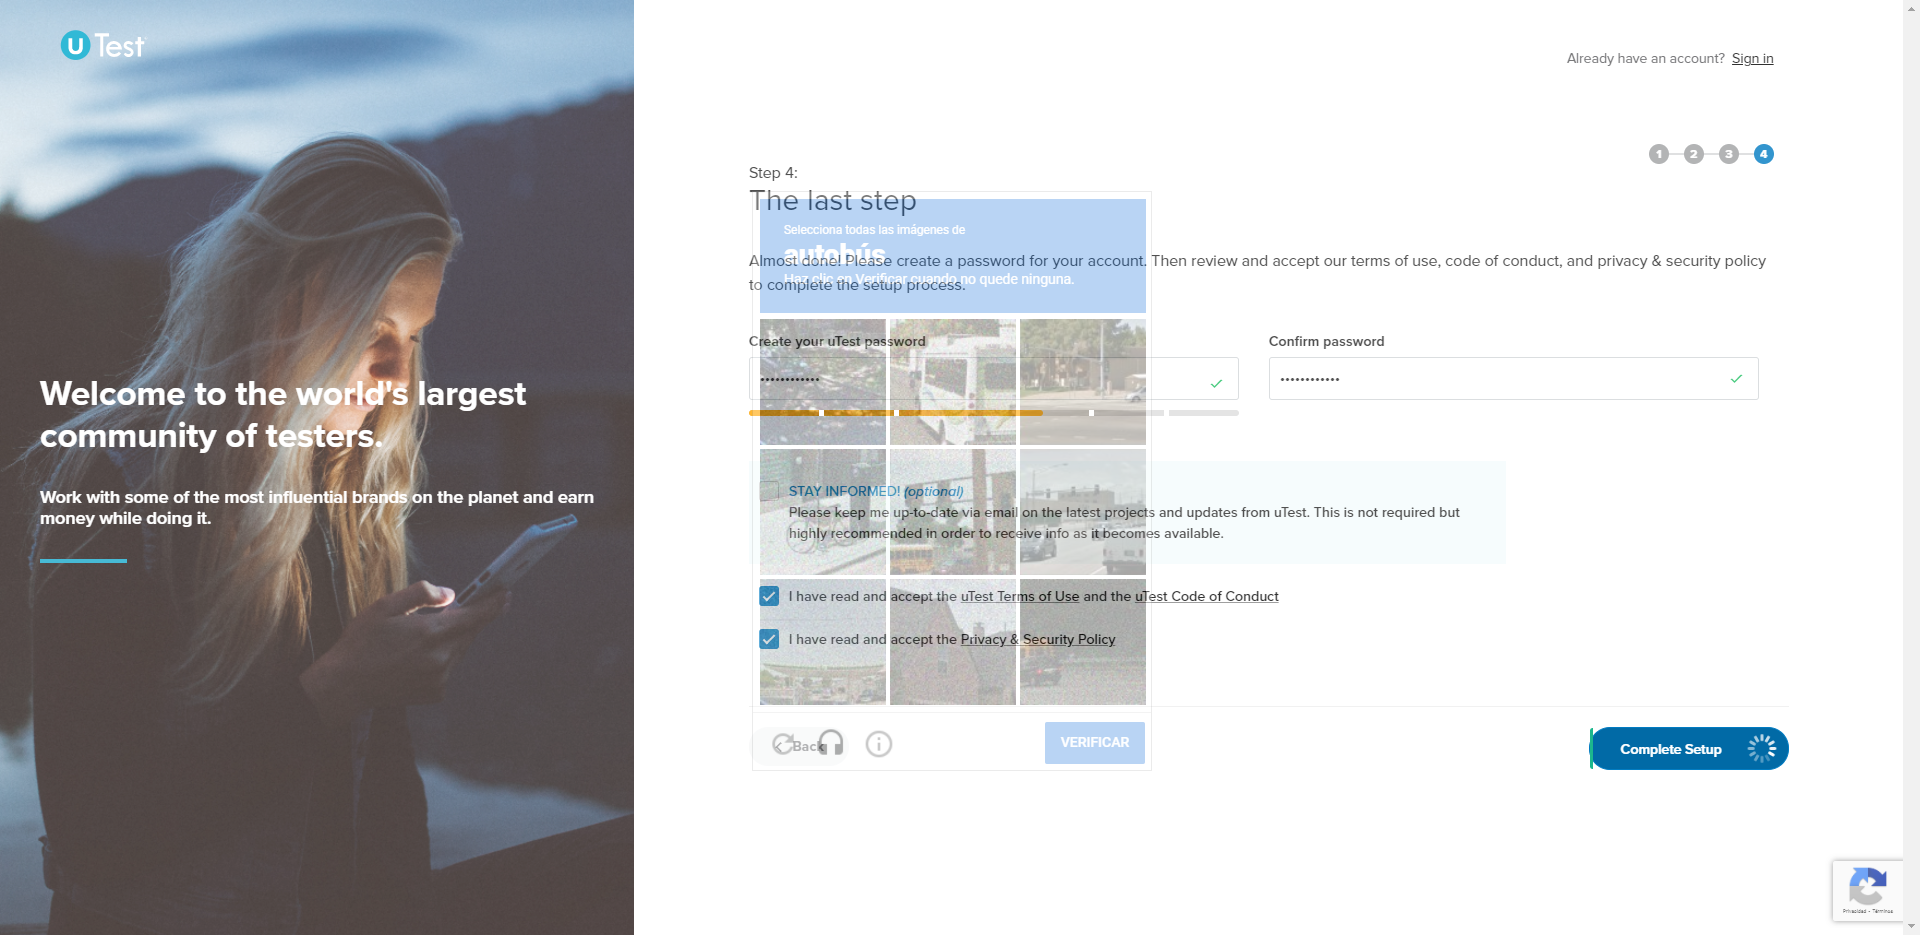 U Test
Welcome to the world's largest
community of testers.
Work with some of the most influential brands on the planet and earn
money while doing it.
Already have an account? Sign in
1 2 3 4
Step 4:
The last step
Selecciona todas las imágenes de
autobús
Haz clic en Verificar cuando no quede ninguna.
Almost done! Please create a password for your account. Then review and accept our terms of use, code of conduct, and privacy & security policy
to complete the setup process.
Create your uTest password
Confirm password
STAY INFORMED! (optional)
Please keep me up-to-date via email on the latest projects and updates from uTest. This is not required but
highly recommended in order to receive info as it becomes available.
I have read and accept the uTest Terms of Use and the uTest Code of Conduct
I have read and accept the Privacy & Security Policy
Back
VERIFICAR
Complete Setup
Privacidad - Términos